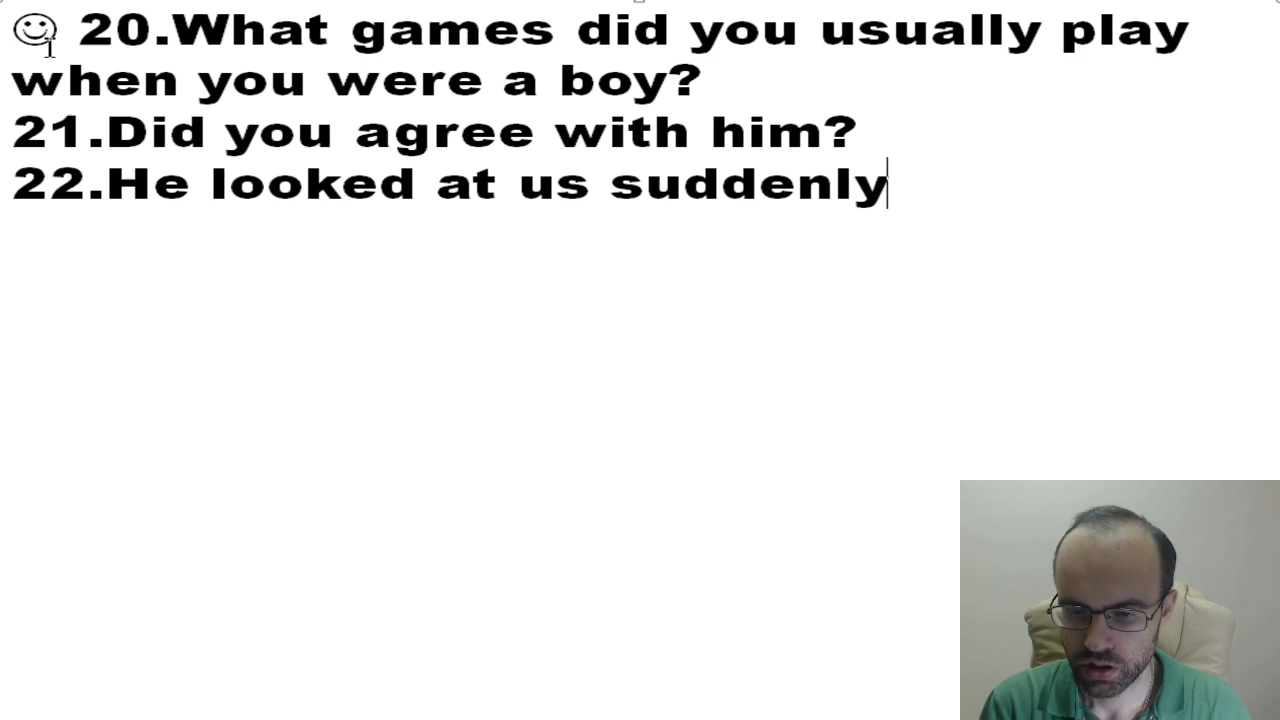 ☺ 20.What games did you usually play
when you were a boy?
21.Did you agree with him?
22.He looked at us suddenly